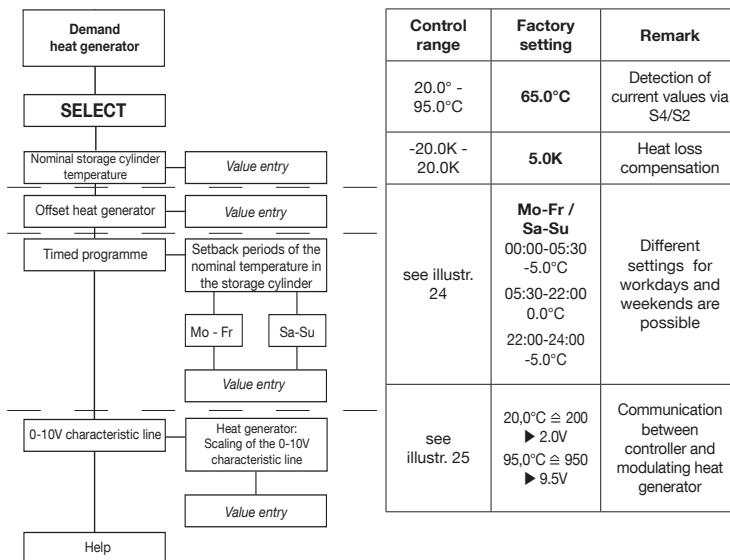 Demand
heat generator
SELECT
Nominal storage cylinder
temperature
Value entry
Offset heat generator
Value entry
Timed programme
Setback periods of the
nominal temperature in
the storage cylinder
Mo - Fr
Sa-Su
Value entry
0-10V characteristic line
Heat generator:
Scaling of the 0-10V
characteristic line
Value entry
Help
Control
range
Factory
setting
Remark
20.0° -
95.0°C
65.0°C
Detection of
current values via
S4/S2
-20.0K -
20.0K
5.0K
Heat loss
compensation
see illustr.
24
Mo-Fr /
Sa-Su
00:00-05:30
-5.0°C
05:30-22:00
0.0°C
22:00-24:00
-5.0°C
Different
settings for
workdays and
weekends are
possible
see
illustr. 25
20,0°C ≙ 200
▶ 2.0V
95,0°C ≙ 950
▶ 9.5V
Communication
between
controller and
modulating heat
generator